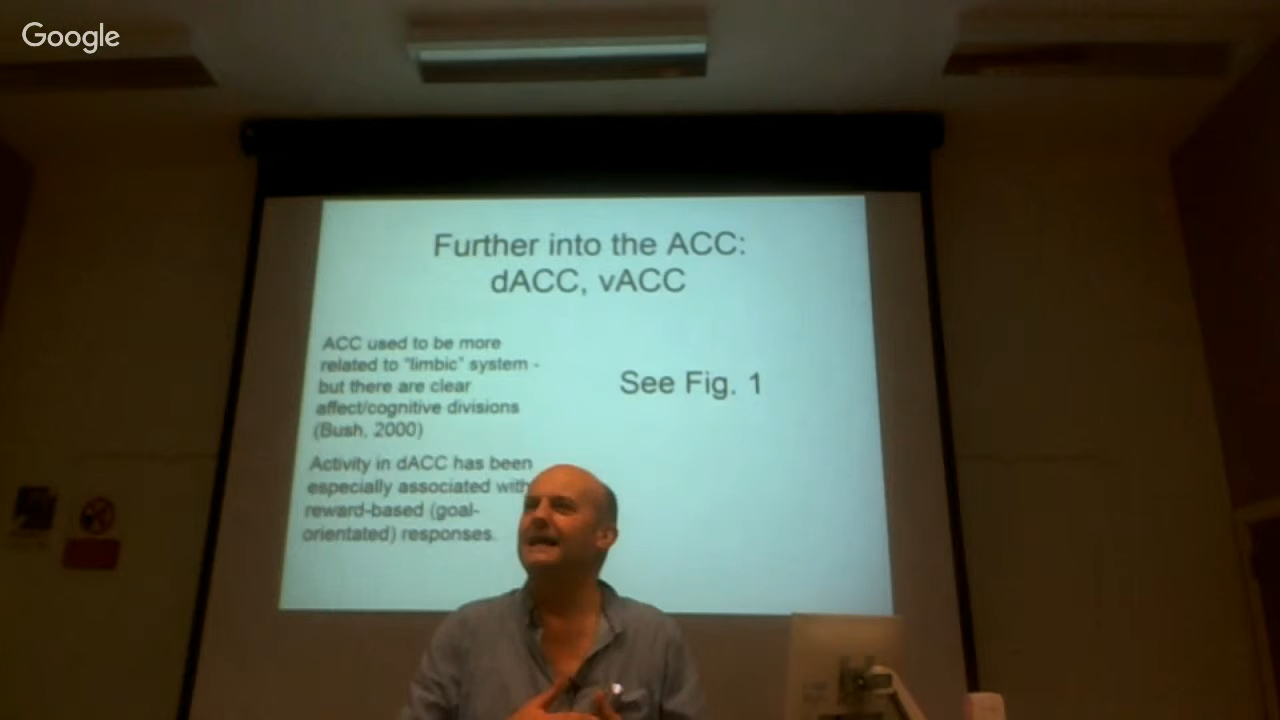 Google
Further into the ACC:
dACC, vACC
ACC used to be more
related to "limbic" system -
but there are clear
affect/cognitive divisions
(Bush, 2000)
See Fig. 1
Activity in dACC has been
especially associated with
reward-based (goal-
orientated) responses.